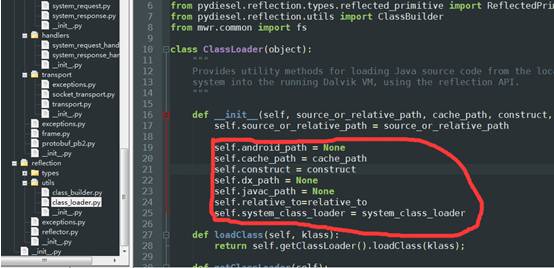 system_request.py
system_response.py
__init__.py
handlers
system_request_hand
system_response_han
__init__.py
transport
exceptions.py
socket_transport.py
transport.py
__init__.py
exceptions.py
frame.py
protobuf_pb2.py
__init__.py
reflection
types
utils
class_builder.py
class_loader.py
__init__.py
exceptions.py
reflector.py
__init__.py
__init__.py
6 from pydiesel.reflection.types.reflected_primitive import ReflectedPri
7 from pydiesel.reflection.utils import ClassBuilder
8 from mwr.common import fs
9
10 class ClassLoader(object):
11 """
12 Provides utility methods for loading Java source code from the loc
13 system into the running Dalvik VM, using the reflection API.
14 """
15
16 def __init__(self, source_or_relative_path, cache_path, construct,
17 self.source_or_relative_path = source_or_relative_path
18
19 self.android_path = None
20 self.cache_path = cache_path
21 self.construct = construct
22 self.dx_path = None
23 self.javac_path = None
24 self.relative_to=relative_to
25 self.system_class_loader = system_class_loader
26
27 def loadClass(self, klass):
28 return self.getClassLoader().loadClass(klass);
29